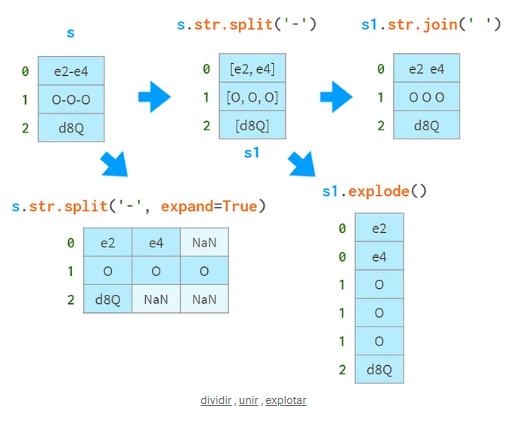 s
s.str.split('-')
s1.str.join(' ')
0 e2-e4
1 O-O-O
2 d8Q
0 [e2, e4]
1 [O, O, O]
2 [d8Q]
s1
0 e2 e4
1 O O O
2 d8Q
s.str.split('-', expand=True)
0 e2 e4 NaN
1 O O O
2 d8Q NaN NaN
s1.explode()
0 e2
0 e4
1 O
1 O
1 O
2 d8Q
dividir , unir , explotar